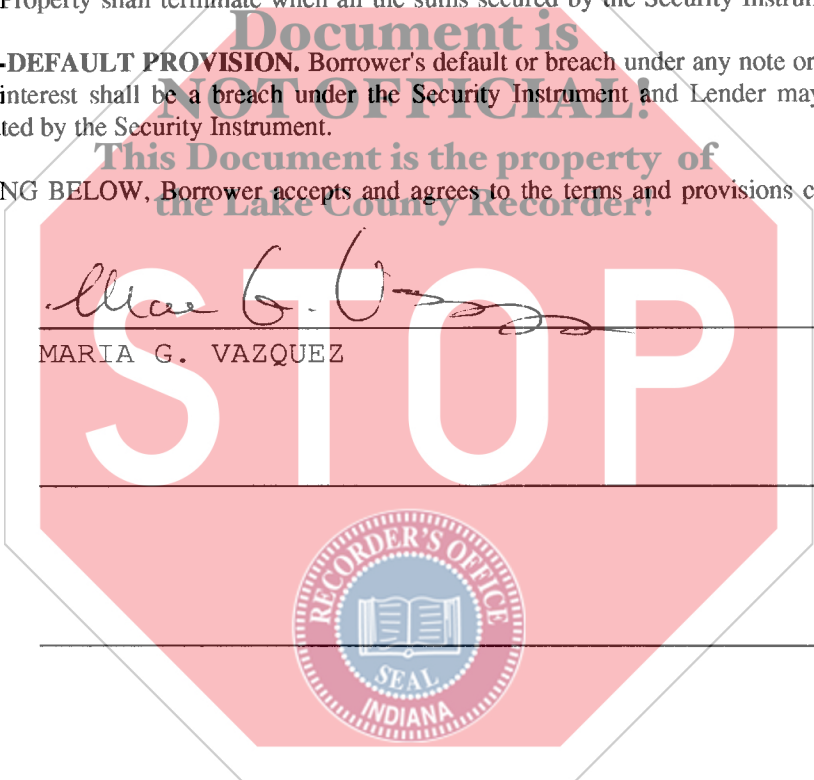 Property shall terminate when all the sums secured by the Security Instrum
Document is
-DEFAULT PROVISION. Borrower's default or breach under any note or
NOT OFFICIAL!
interest shall be a breach under the Security Instrument and Lender may
ted by the Security Instrument.
This Document is the property of
NG BELOW, Borrower accepts and agrees to the terms and provisions c
the Lake County Recorder!
STOP
MARIA G. VAZQUEZ
RECORDER'S OFFICE
SEAL
INDIANA